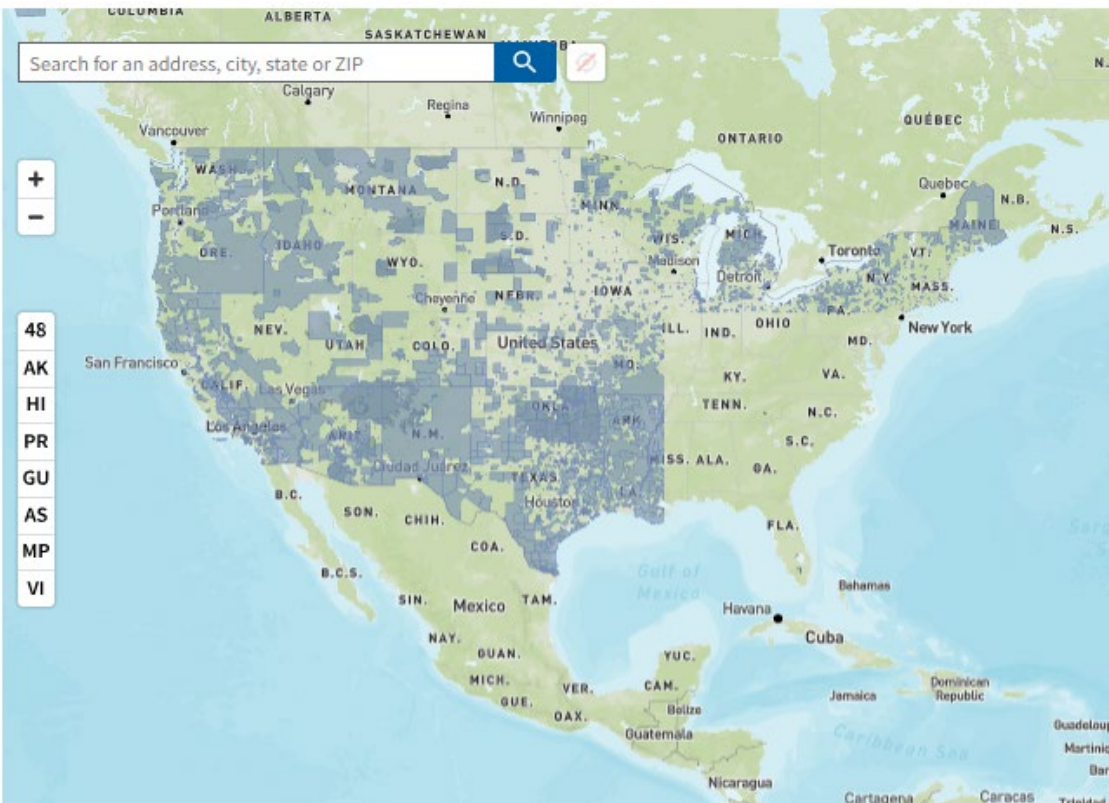 COLUMBIA
ALBERTA
SASKATCHEWAN
Search for an address, city, state or ZIP
Calgary
Regina
Winnipeg
Vancouver
ONTARIO
QUÉBEC
WASH.
MONTANA
N.D.
MINN.
Quebec
N.B.
+
−
Portland
ORE.
IDAHO
S.D.
WIS.
MICH.
MAINE
N.S.
WYO.
Madison
Toronto
VT.
Detroit
N.Y.
MASS.
Cheyenne
NEBR.
IOWA
PA.
48
NEV.
UTAH
COLO.
United States
ILL.
IND.
OHIO
New York
MD.
AK
San Francisco
CALIF.
Las Vegas
MO.
KY.
VA.
HI
Los Angeles
ARIZ.
N.M.
OKLA.
ARK.
TENN.
N.C.
PR
S.C.
GU
Ciudad Juárez
TEXAS
MISS.
ALA.
GA.
B.C.
Houston
LA.
AS
SON.
CHIH.
FLA.
MP
COA.
B.C.S.
Gulf of
Mexico
VI
Bahamas
SIN.
Mexico
TAM.
Havana
Cuba
NAY.
GUAN.
YUC.
MICH.
VER.
CAM.
Dominican
Republic
GUE.
OAX.
Belize
Jamaica
Guatemala
Caribbean Sea
Nicaragua
Cartagena
Caracas